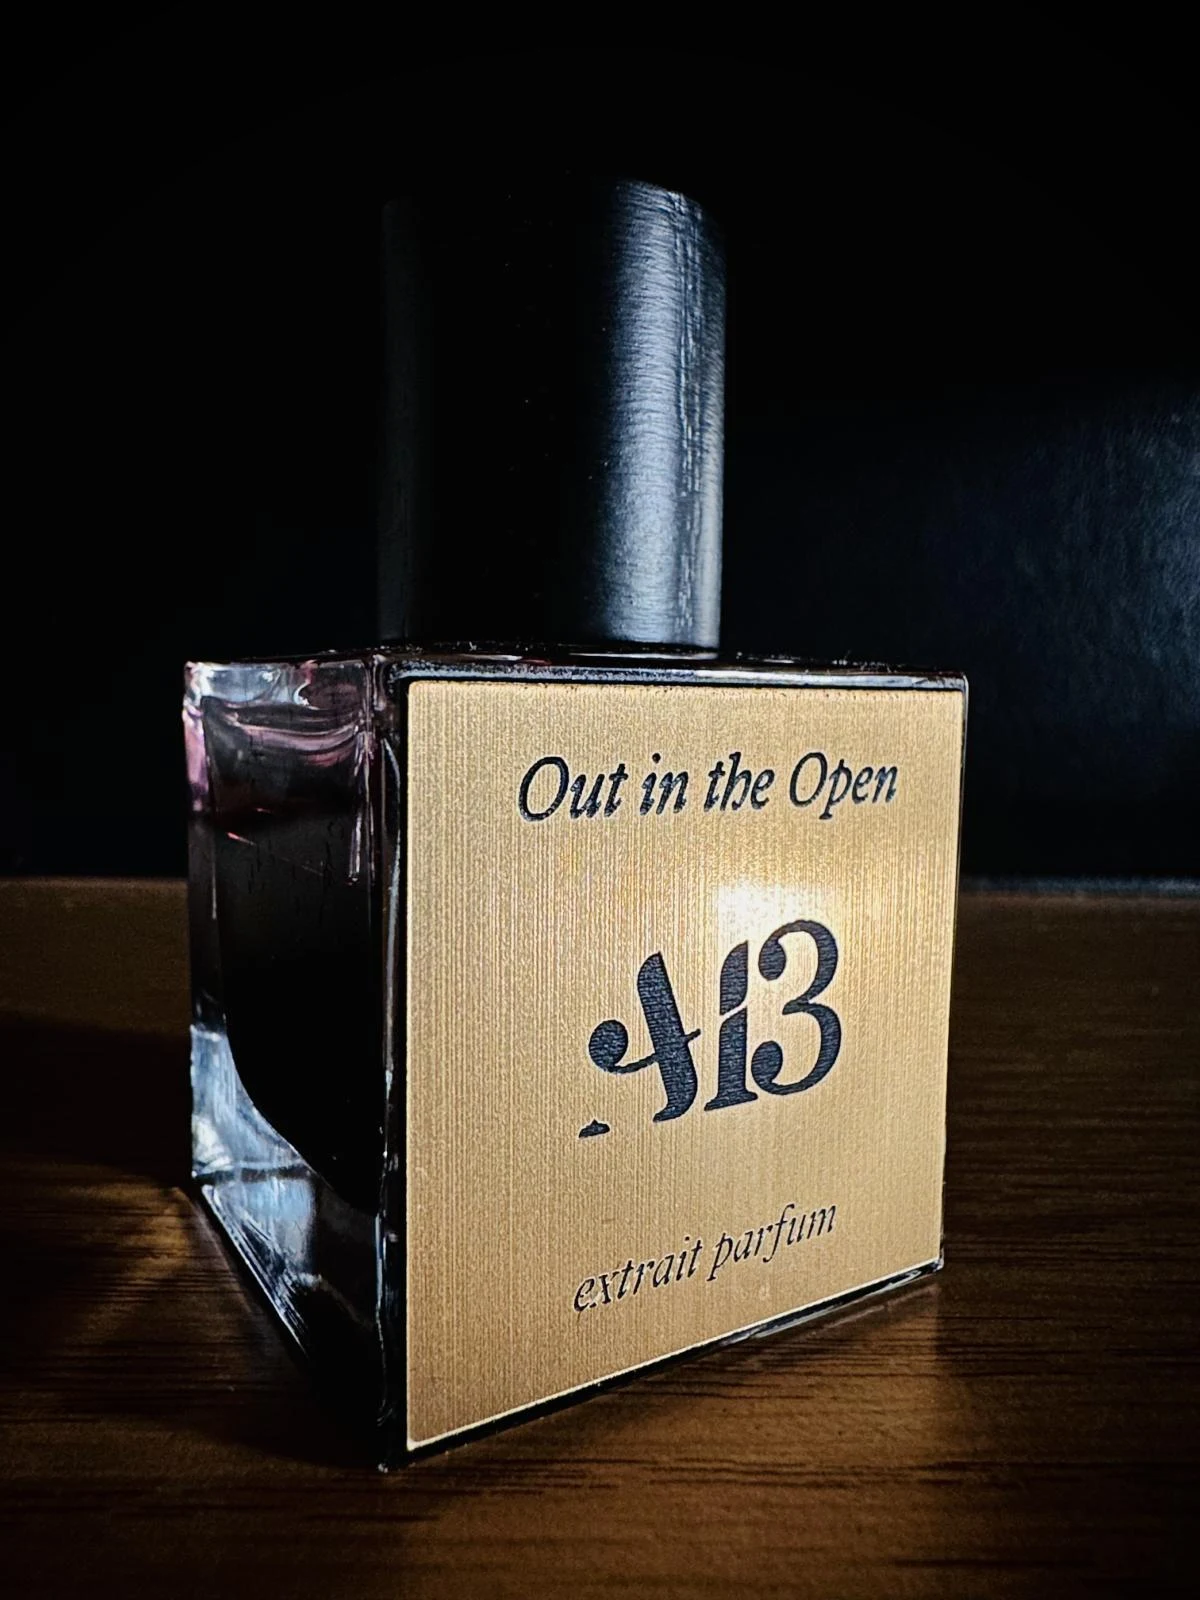 Out in the Open
A13
extrait parfum